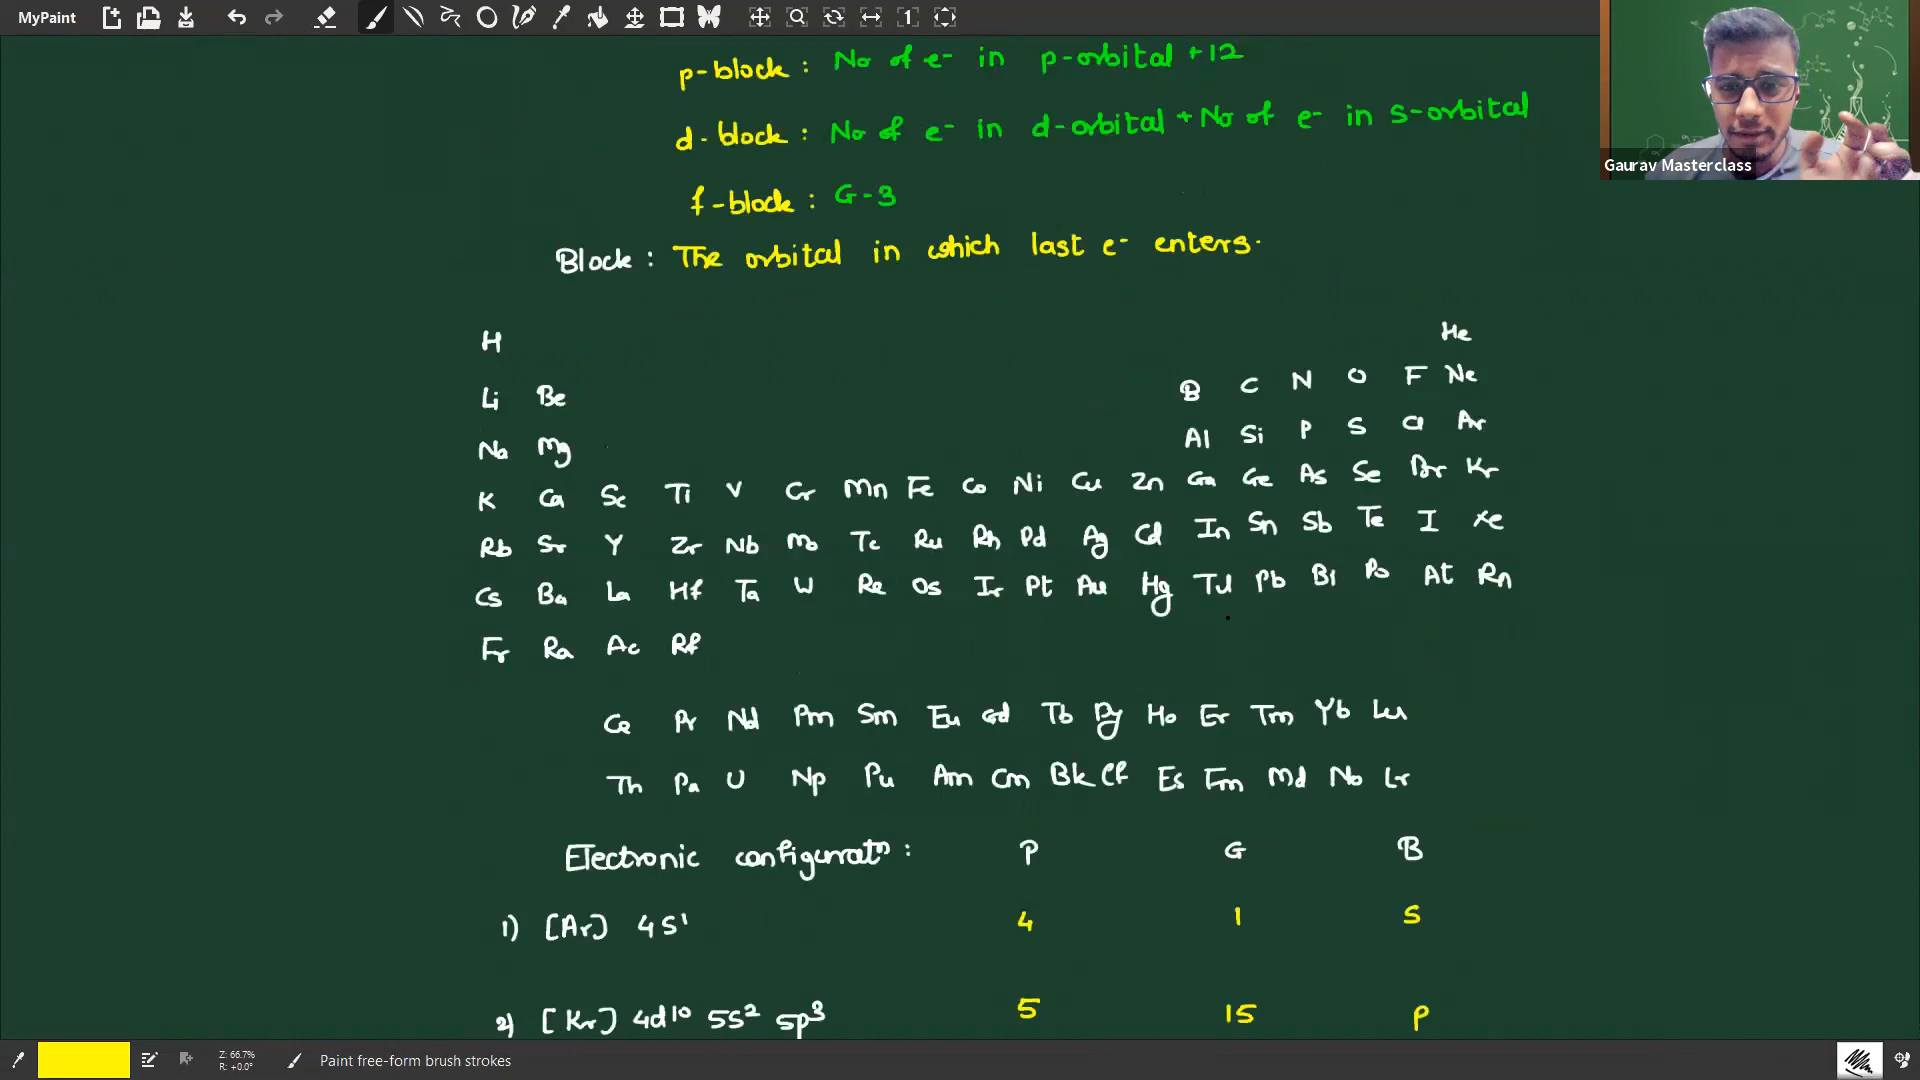 MyPaint
p-block : No of e- in p-orbital +12
d-block : No of e- in d-orbital + No of e- in s-orbital
Gaurav Masterclass
f-block : G-3
Block : The orbital in which last e- enters.
H He
Li Be B C N O F Ne
Na Mg Al Si P S Cl Ar
K Ca Sc Ti V Cr Mn Fe Co Ni Cu Zn Ga Ge As Se Br Kr
Rb Sr Y Zr Nb Mo Tc Ru Rh Pd Ag Cd In Sn Sb Te I Xe
Cs Ba La Hf Ta W Re Os Ir Pt Au Hg Tl Pb Bi Po At Rn
Fr Ra Ac Rf
Ce Pr Nd Pm Sm Eu Gd Tb Dy Ho Er Tm Yb Lu
Th Pa U Np Pu Am Cm Bk Cf Es Fm Md No Lr
Electronic configuratn : P G B
1) [Ar] 4s¹ 4 1 S
2) [Kr] 4d¹⁰ 5s² 5p³ 5 15 P
Z: 66.7%
R: +0.0°
Paint free-form brush strokes